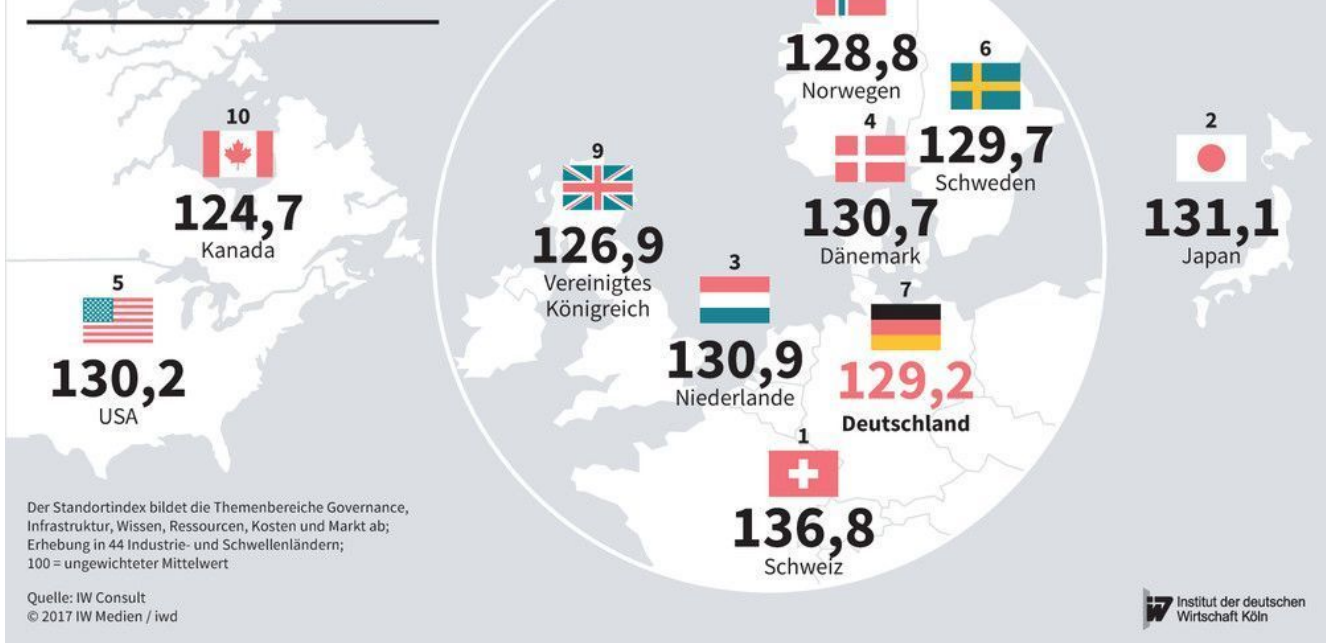 128,8
Norwegen
6
129,7
Schweden
10
124,7
Kanada
9
126,9
Vereinigtes
Königreich
4
130,7
Dänemark
2
131,1
Japan
5
130,2
USA
3
130,9
Niederlande
7
129,2
Deutschland
1
136,8
Schweiz
Der Standortindex bildet die Themenbereiche Governance,
Infrastruktur, Wissen, Ressourcen, Kosten und Markt ab;
Erhebung in 44 Industrie- und Schwellenländern;
100 = ungewichteter Mittelwert
Quelle: IW Consult
© 2017 IW Medien / iwd
iW Institut der deutschen
Wirtschaft Köln